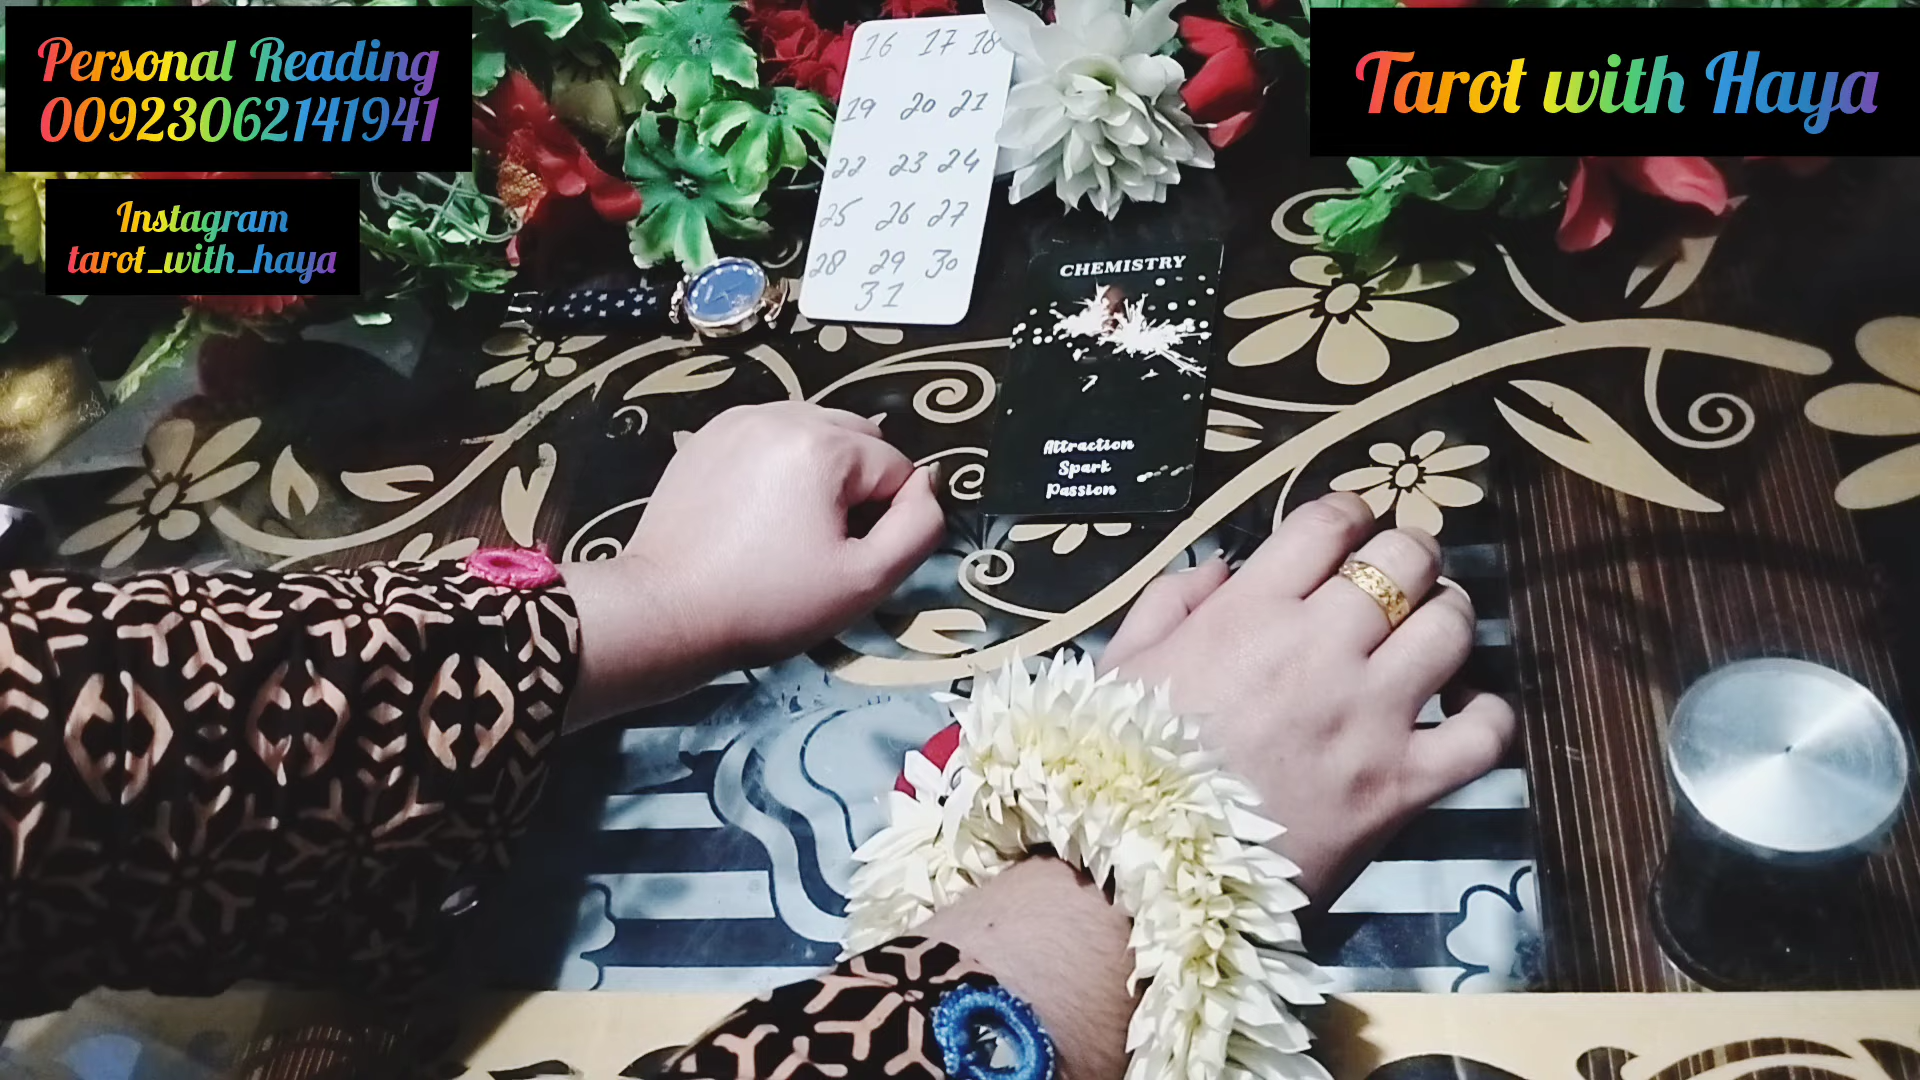 Personal Reading
00923062141941
Instagram
tarot_with_haya
Tarot with Haya
16 17 18
19 20 21
22 23 24
25 26 27
28 29 30
31
CHEMISTRY
Attraction
Spark
Passion